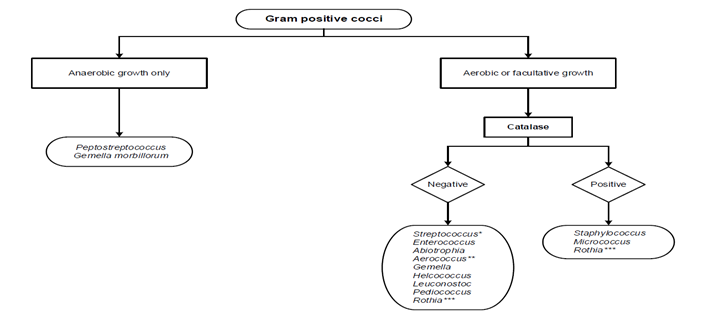 Gram positive cocci
Anaerobic growth only
Aerobic or facultative growth
Peptostreptococcus
Gemella morbillorum
Catalase
Negative
Positive
Streptococcus*
Enterococcus
Abiotrophia
Aerococcus**
Gemella
Helcococcus
Leuconostoc
Pediococcus
Rothia***
Staphylococcus
Micrococcus
Rothia***